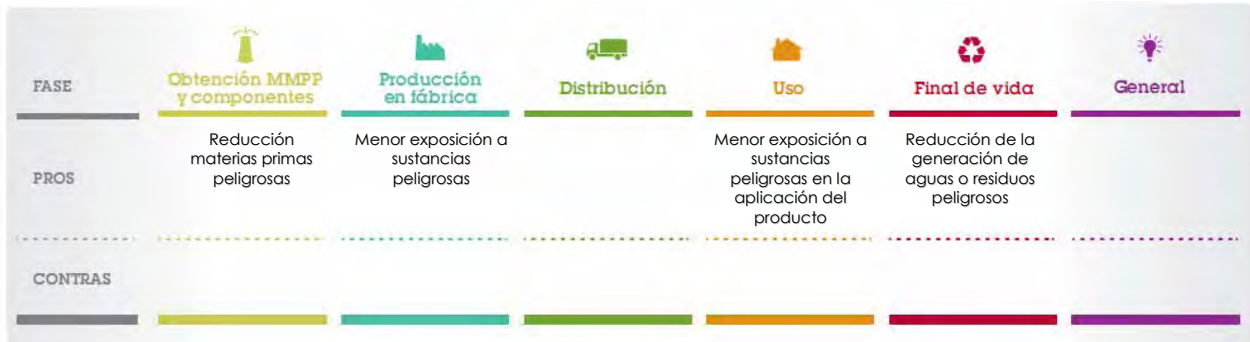 FASE
Obtención MMPP
y componentes
Producción
en fábrica
Distribución
Uso
Final de vida
General
PROS
Reducción
materias primas
peligrosas
Menor exposición a
sustancias
peligrosas
Menor exposición a
sustancias
peligrosas en la
aplicación del
producto
Reducción de la
generación de
aguas o residuos
peligrosos
CONTRAS